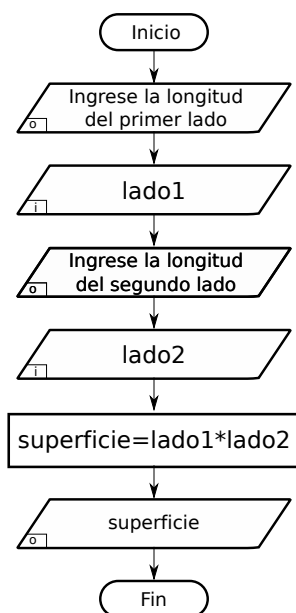 Inicio
Ingrese la longitud
del primer lado
o
lado1
i
Ingrese la longitud
del segundo lado
o
lado2
i
superficie=lado1*lado2
superficie
o
Fin